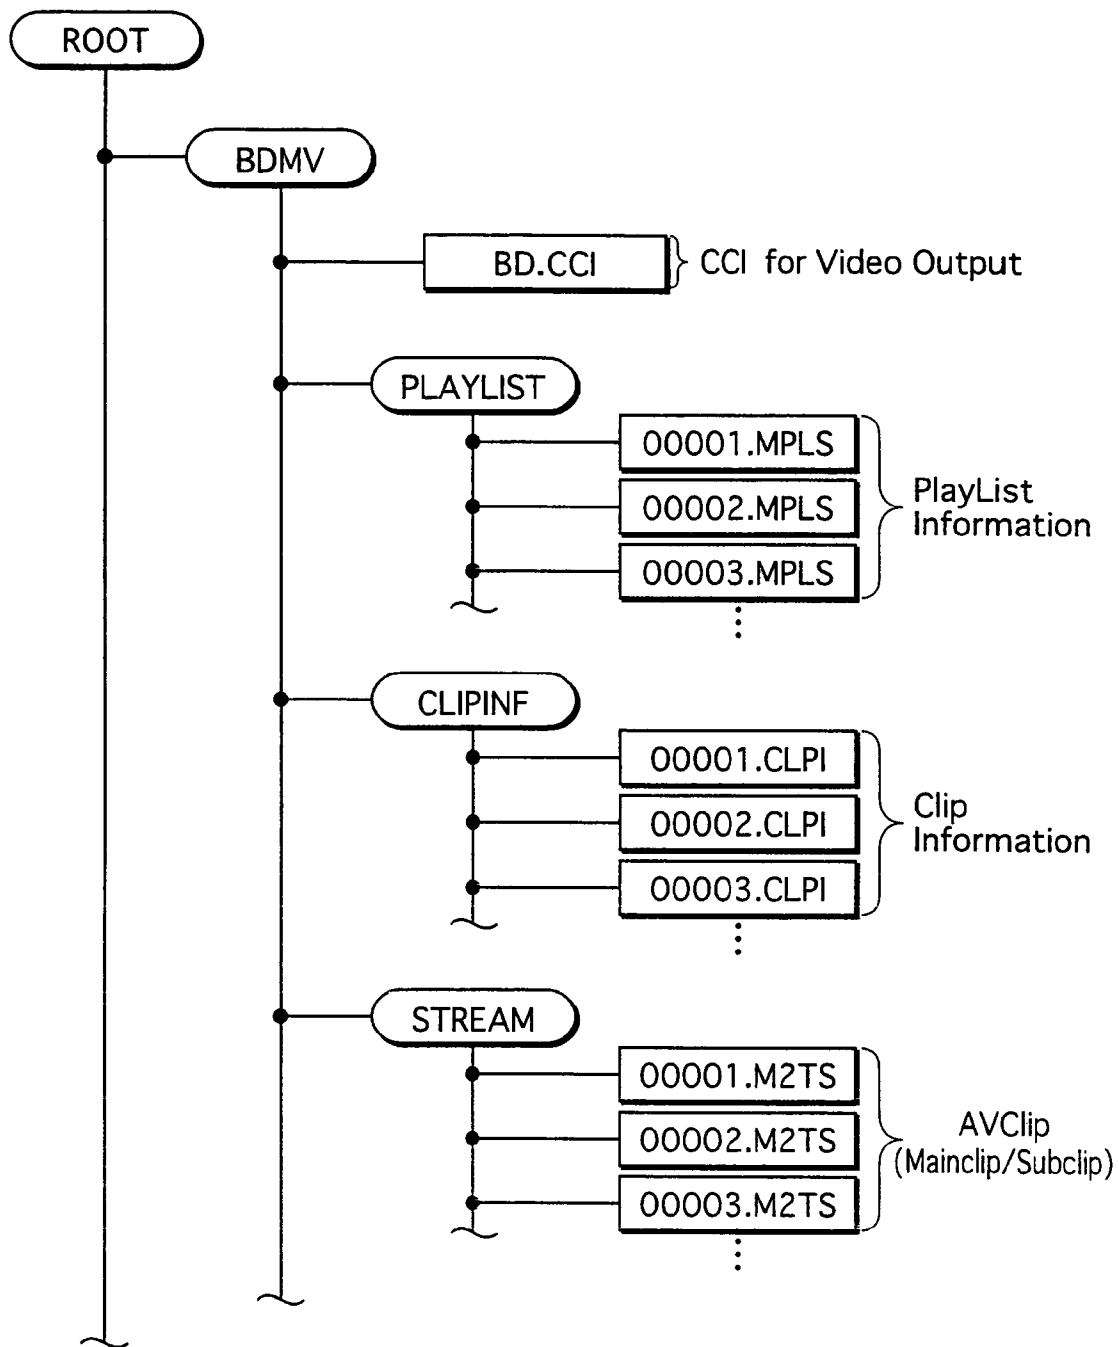 ROOT
BDMV
BD.CCI
CCI for Video Output
PLAYLIST
00001.MPLS
00002.MPLS
00003.MPLS
PlayList
Information
CLIPINF
00001.CLPI
00002.CLPI
00003.CLPI
Clip
Information
STREAM
00001.M2TS
00002.M2TS
00003.M2TS
AVClip
(Mainclip/Subclip)